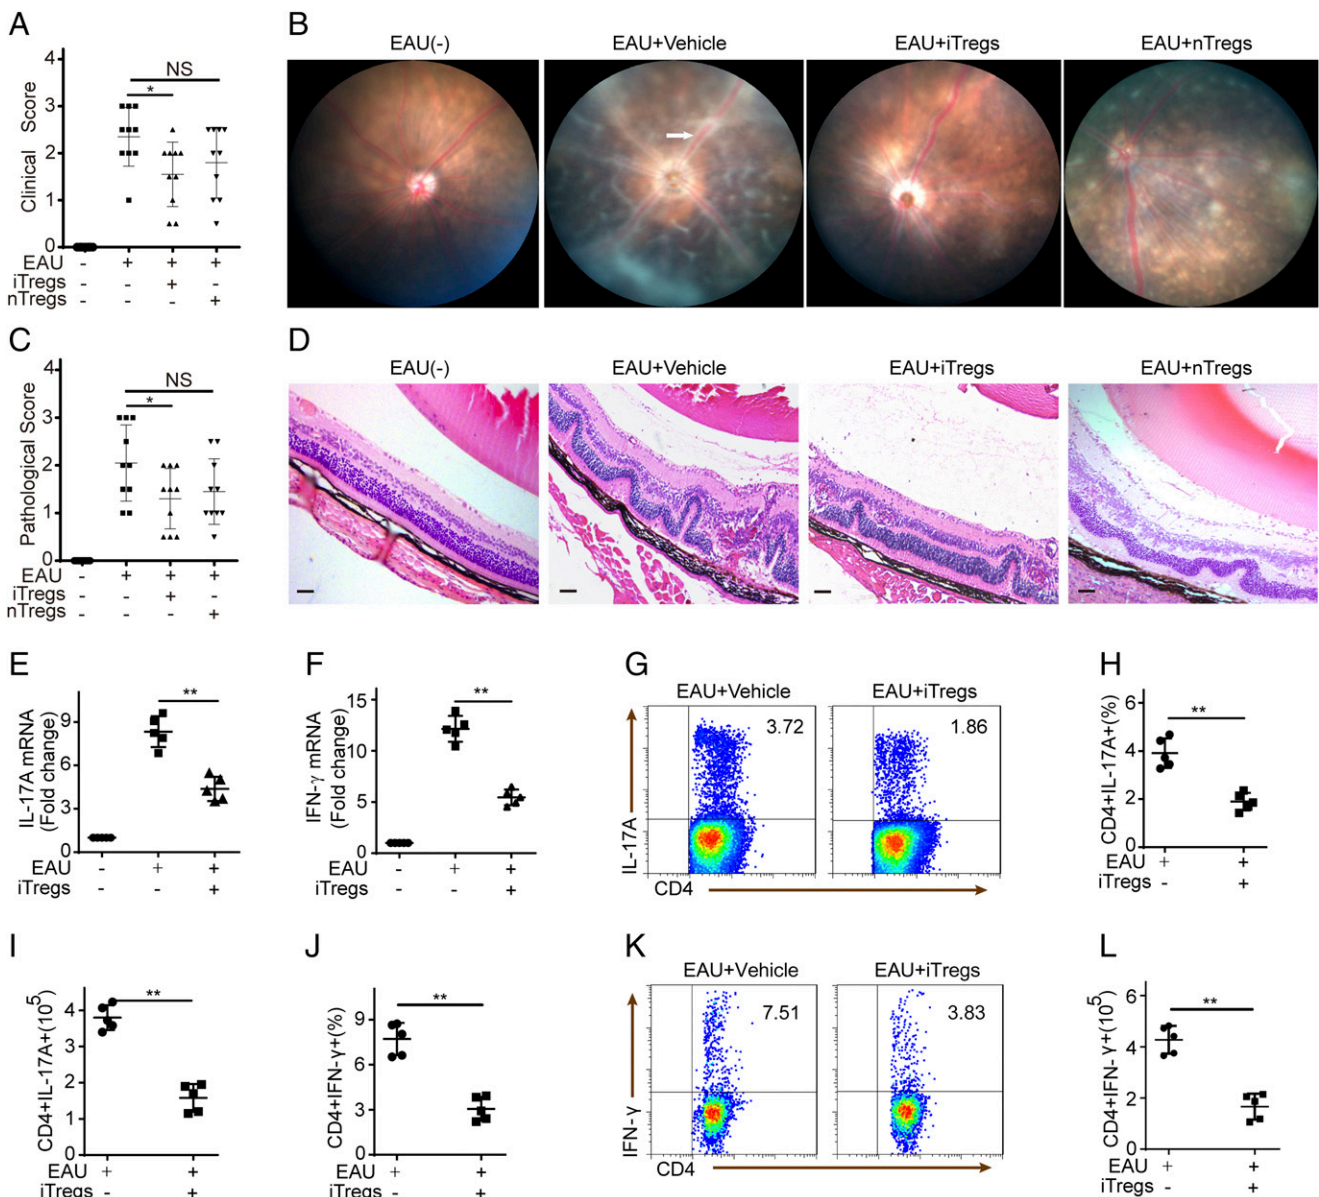 A
Clinical Score
4
3
2
1
0
NS
*
EAU - + + +
iTregs - - + -
nTregs - - - +
B
EAU(-) EAU+Vehicle EAU+iTregs EAU+nTregs
C
Pathological Score
4
3
2
1
0
NS
*
EAU - + + +
iTregs - - + -
nTregs - - - +
D
EAU(-) EAU+Vehicle EAU+iTregs EAU+nTregs
E
IL-17A mRNA
(Fold change)
9
6
3
0
**
EAU - + +
iTregs - - +
F
IFN-γ mRNA
(Fold change)
15
10
5
0
**
EAU - + +
iTregs - - +
G
EAU+Vehicle EAU+iTregs
3.72 1.86
IL-17A
CD4
H
CD4+IL-17A+(%)
6
4
2
0
**
EAU + +
iTregs - +
I
CD4+IL-17A+(10⁵)
4
3
2
1
0
**
EAU + +
iTregs - +
J
CD4+IFN-γ+(%)
9
6
3
0
**
EAU + +
iTregs - +
K
EAU+Vehicle EAU+iTregs
7.51 3.83
IFN-γ
CD4
L
CD4+IFN-γ+(10⁵)
6
4
2
0
**
EAU + +
iTregs - +